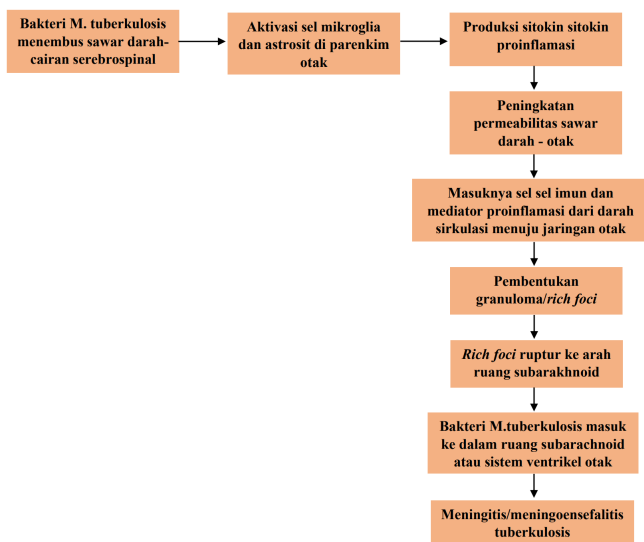 Bakteri M. tuberkulosis
menembus sawar darah-
cairan serebrospinal
Aktivasi sel mikroglia
dan astrosit di parenkim
otak
Produksi sitokin sitokin
proinflamasi
Peningkatan
permeabilitas sawar
darah - otak
Masuknya sel sel imun dan
mediator proinflamasi dari darah
sirkulasi menuju jaringan otak
Pembentukan
granuloma/rich foci
Rich foci ruptur ke arah
ruang subarakhnoid
Bakteri M.tuberkulosis masuk
ke dalam ruang subarachnoid
atau sistem ventrikel otak
Meningitis/meningoensefalitis
tuberkulosis